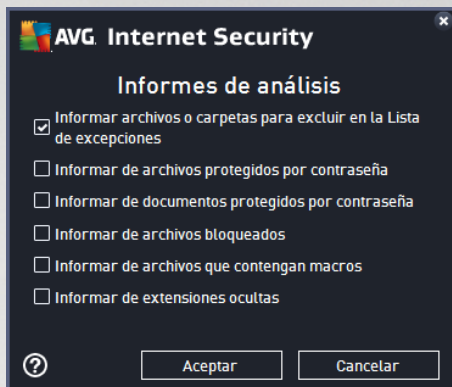 AVG. Internet Security
Informes de análisis
Informar archivos o carpetas para excluir en la Lista
de excepciones
Informar de archivos protegidos por contraseña
Informar de documentos protegidos por contraseña
Informar de archivos bloqueados
Informar de archivos que contengan macros
Informar de extensiones ocultas
?
Aceptar
Cancelar